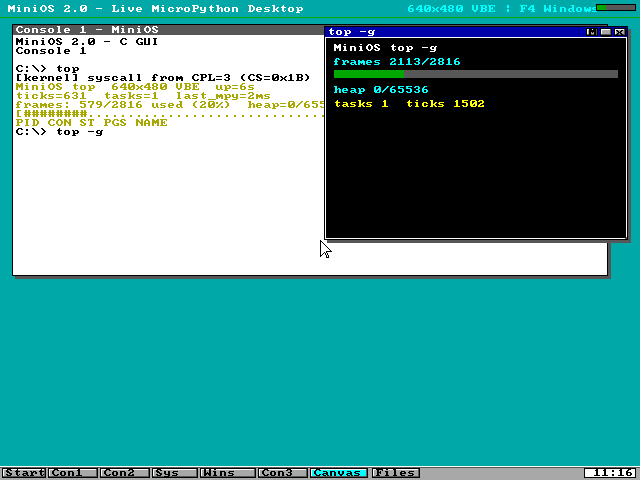 MiniOS 2.0 - Live MicroPython Desktop
640x480 VBE ¦ F4 Windows
Console 1 - MiniOS
MiniOS 2.0 - C GUI
Console 1
C:\> top
[kernel] syscall from CPL=3 (CS=0x1B)
MiniOS top  640x480 VBE  up=6s
ticks=631  tasks=1  last_mpy=2ms
frames: 579/2816 used (20%)  heap=0/655
[########.................................
PID CON ST PGS NAME
C:\> top -g
top -g
MiniOS top -g
frames 2113/2816
heap 0/65536
tasks 1  ticks 1502
Start Con1 Con2 Sys Wins Con3 Canvas Files 11:16